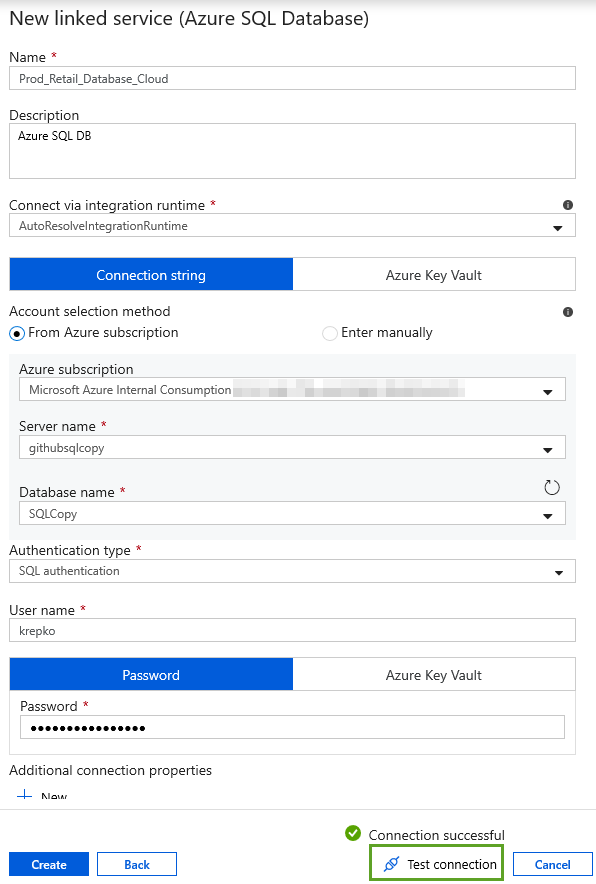 New linked service (Azure SQL Database)
Name *
Prod_Retail_Database_Cloud
Description
Azure SQL DB
Connect via integration runtime *
AutoResolveIntegrationRuntime
Connection string
Azure Key Vault
Account selection method
From Azure subscription
Enter manually
Azure subscription
Microsoft Azure Internal Consumption
Server name *
githubsqlcopy
Database name *
SQLCopy
Authentication type *
SQL authentication
User name *
krepko
Password
Azure Key Vault
Password *
••••••••••••••••
Additional connection properties
+ New
Connection successful
Create
Back
Test connection
Cancel